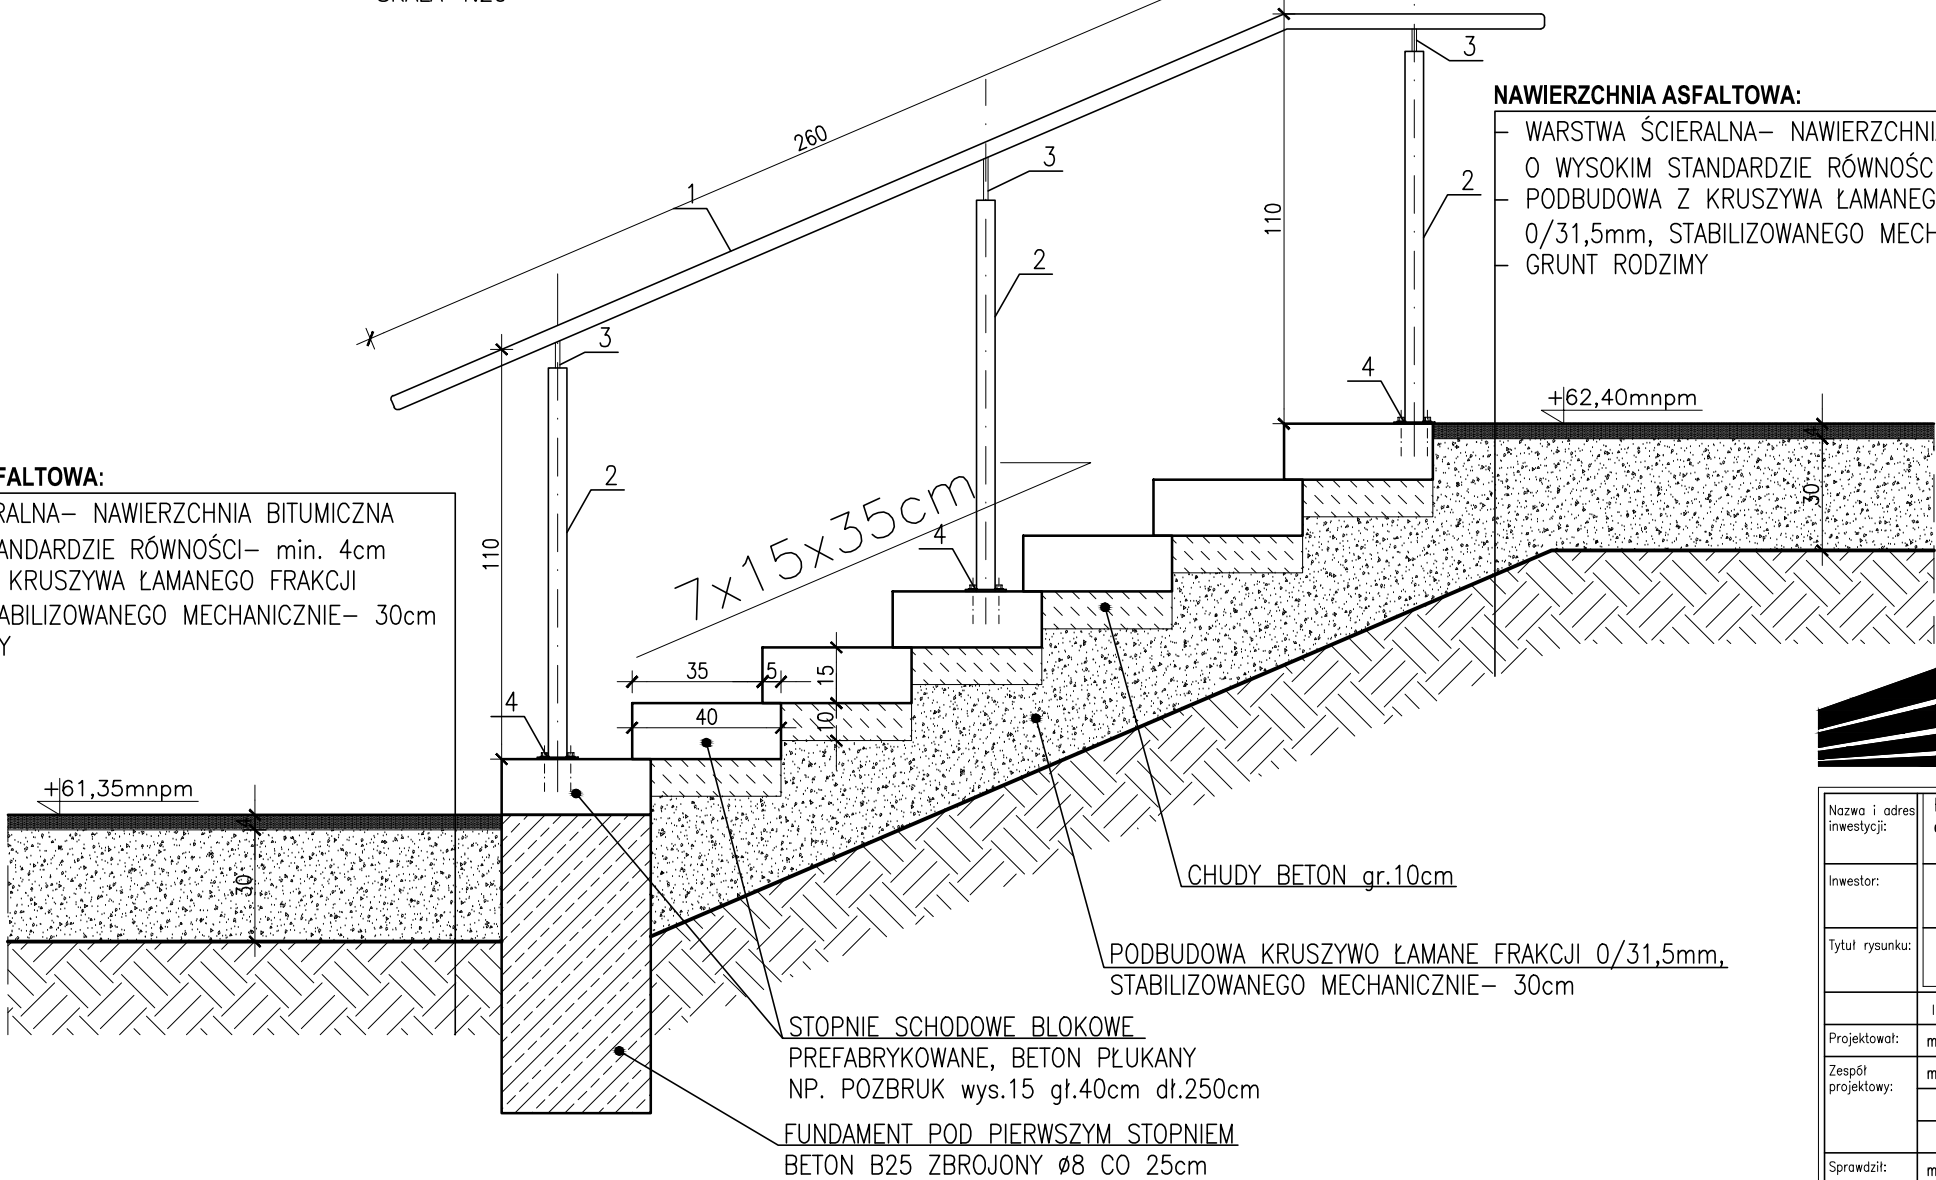 260
1
3
110
3
NAWIERZCHNIA ASFALTOWA:
– WARSTWA ŚCIERALNA– NAWIERZCHNI
O WYSOKIM STANDARDZIE RÓWNOŚC
– PODBUDOWA Z KRUSZYWA ŁAMANEG
0/31,5mm, STABILIZOWANEGO MECH
– GRUNT RODZIMY
2
3
2
4
+62,40mnpm
4
30
3
2
FALTOWA:
RALNA– NAWIERZCHNIA BITUMICZNA
ANDARDZIE RÓWNOŚCI– min. 4cm
KRUSZYWA ŁAMANEGO FRAKCJI
ABILIZOWANEGO MECHANICZNIE– 30cm
Y
110
7x15x35cm
4
35
5
15
40
10
4
+61,35mnpm
4
30
CHUDY BETON gr.10cm
PODBUDOWA KRUSZYWO ŁAMANE FRAKCJI 0/31,5mm,
STABILIZOWANEGO MECHANICZNIE– 30cm
STOPNIE SCHODOWE BLOKOWE
PREFABRYKOWANE, BETON PŁUKANY
NP. POZBRUK wys.15 gł.40cm dł.250cm
FUNDAMENT POD PIERWSZYM STOPNIEM
BETON B25 ZBROJONY ø8 CO 25cm
Nazwa i adres
inwestycji:
Inwestor:
Tytuł rysunku:
Projektował:
Zespół
projektowy:
Sprawdził: